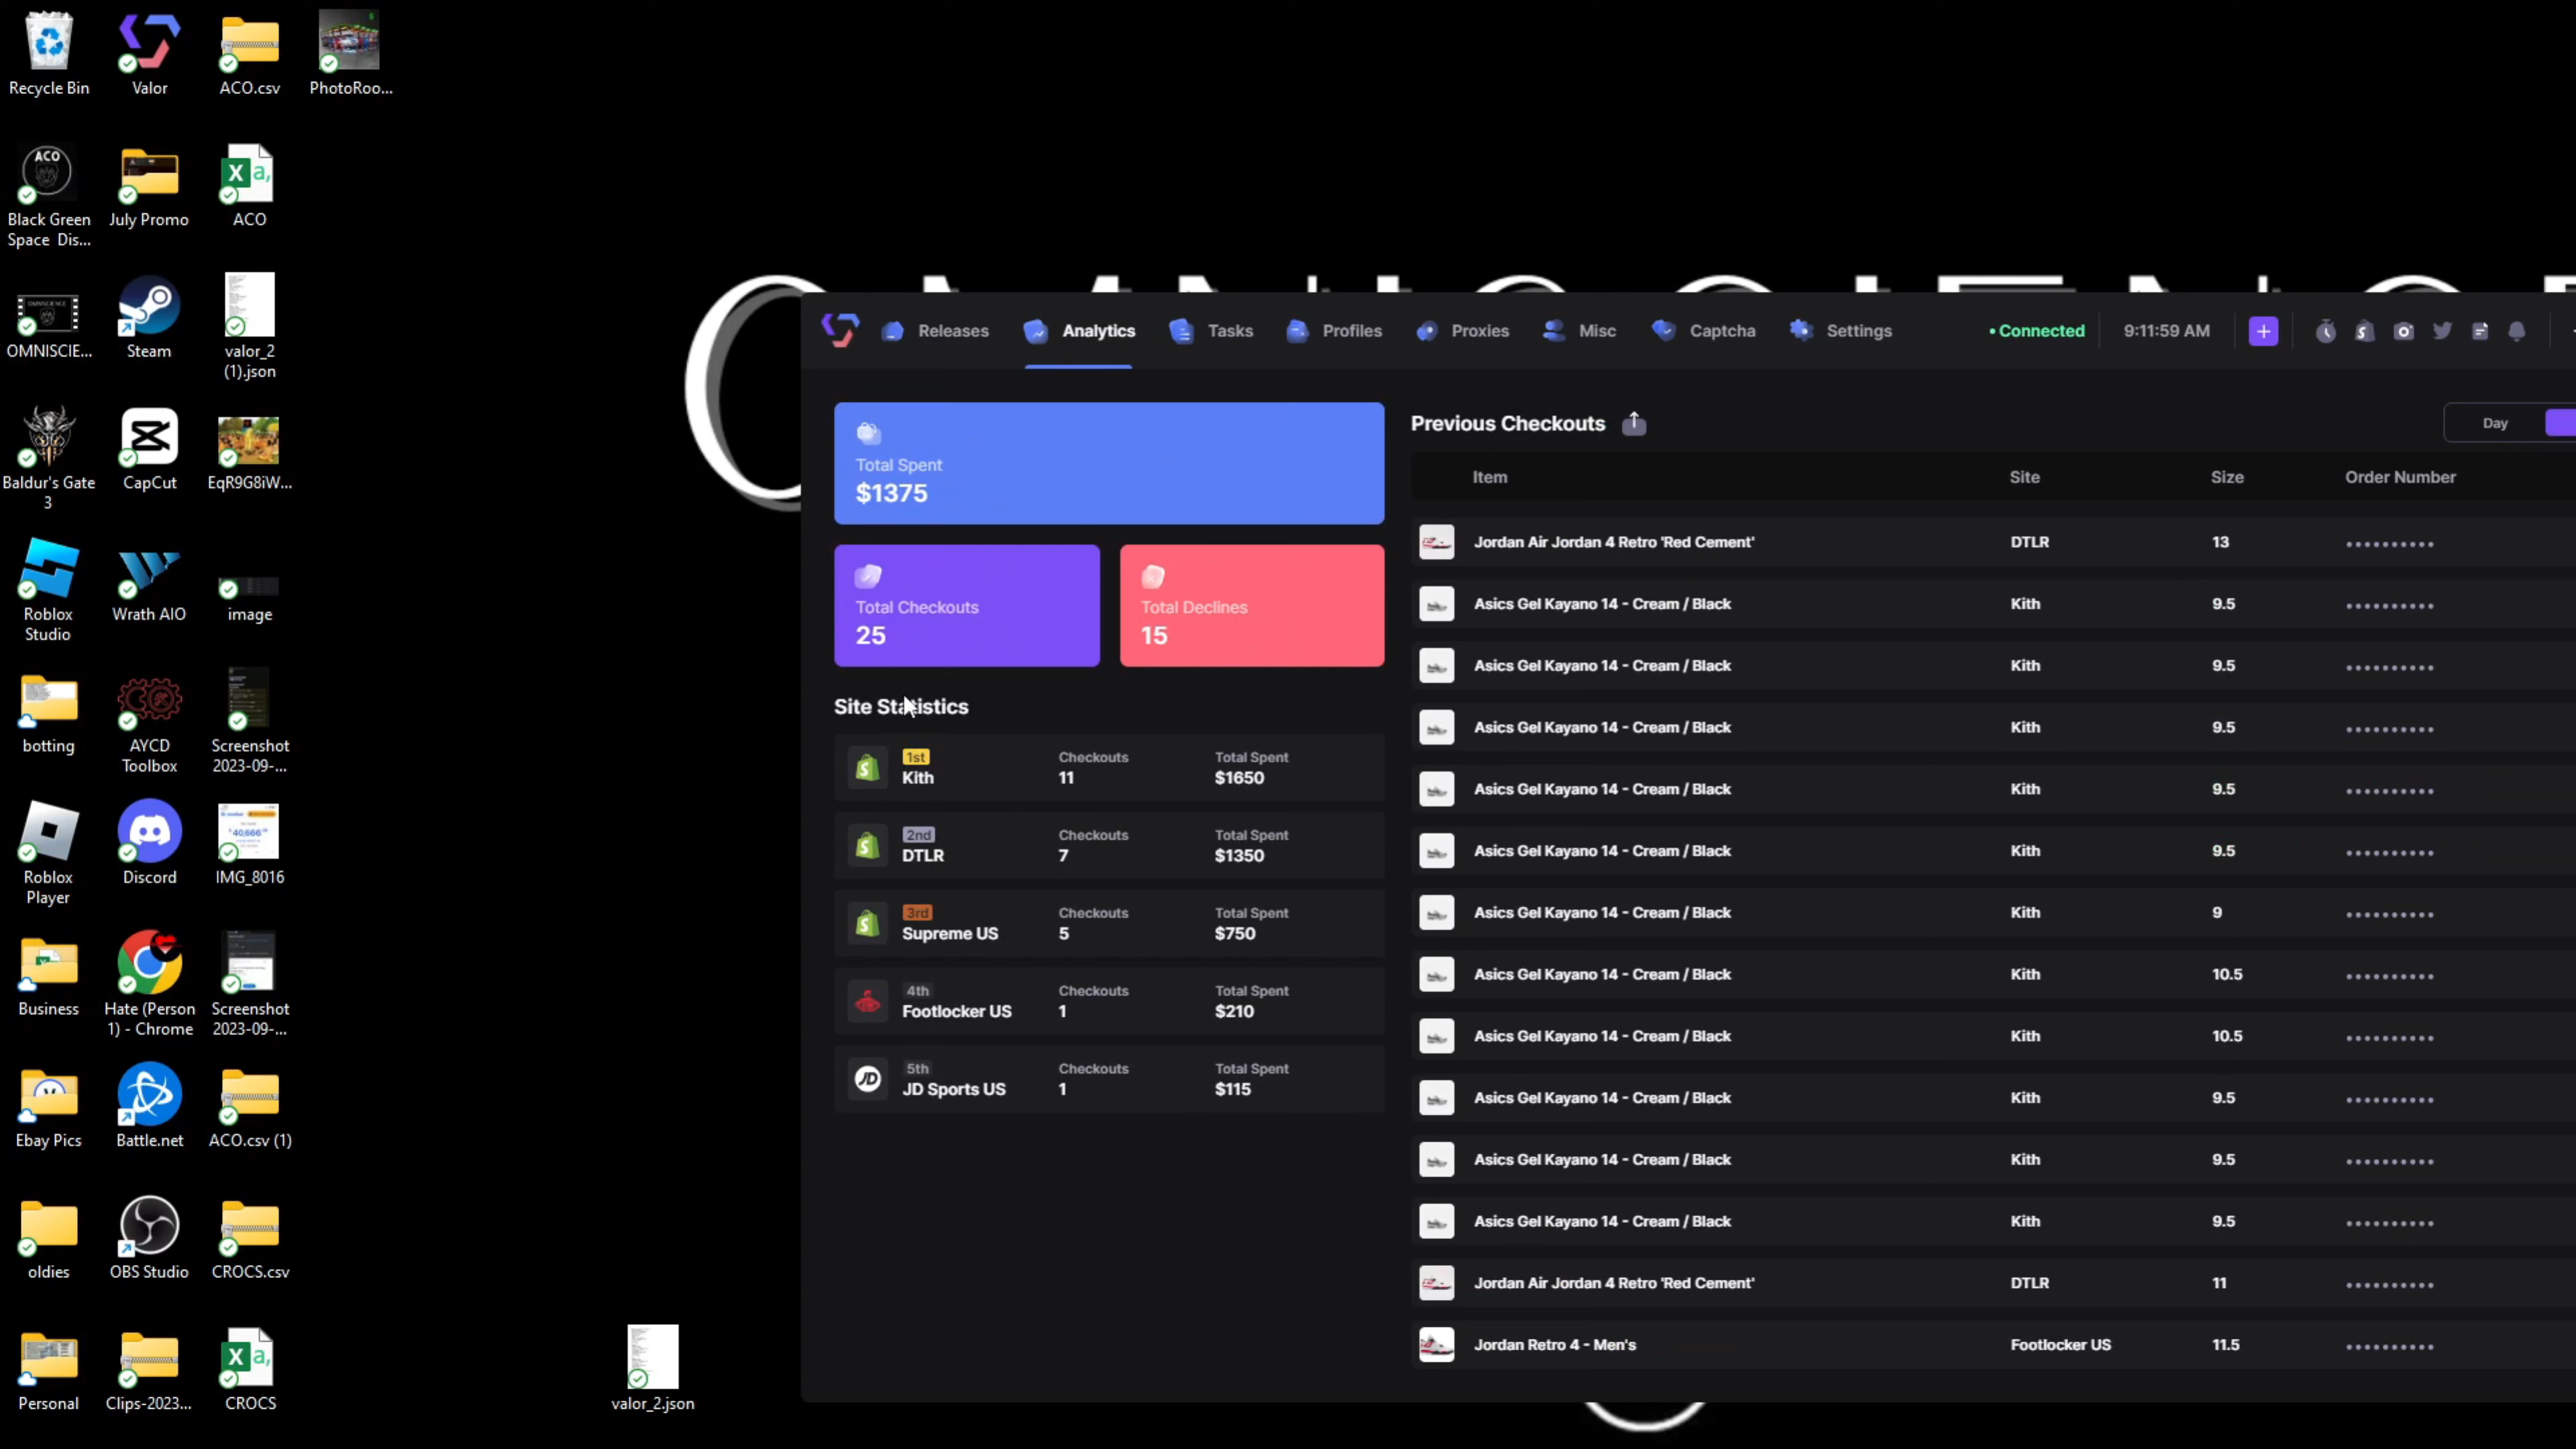 Recycle Bin
Valor
ACO.csv
PhotoRoo...
ACO
Black Green
Space Dis...
July Promo
ACO
OMNISCIE...
Steam
valor_2
(1).json
Baldur's Gate
3
CapCut
EqR9G8iW...
Roblox
Studio
Wrath AIO
image
botting
AYCD
Toolbox
Screenshot
2023-09-...
Roblox
Player
Discord
IMG_8016
Business
Hate (Person
1) - Chrome
Screenshot
2023-09-...
Ebay Pics
Battle.net
ACO.csv (1)
oldies
OBS Studio
CROCS.csv
Personal
Clips-2023...
CROCS
valor_2.json
Releases Analytics Tasks Profiles Proxies Misc Captcha Settings • Connected 9:11:59 AM
Total Spent
$1375
Total Checkouts
25
Total Declines
15
Site Statistics
1st Checkouts Total Spent
Kith 11 $1650
2nd Checkouts Total Spent
DTLR 7 $1350
3rd Checkouts Total Spent
Supreme US 5 $750
4th Checkouts Total Spent
Footlocker US 1 $210
5th Checkouts Total Spent
JD Sports US 1 $115
Previous Checkouts Day
Item Site Size Order Number
Jordan Air Jordan 4 Retro 'Red Cement' DTLR 13 ••••••••••
Asics Gel Kayano 14 - Cream / Black Kith 9.5 ••••••••••
Asics Gel Kayano 14 - Cream / Black Kith 9.5 ••••••••••
Asics Gel Kayano 14 - Cream / Black Kith 9.5 ••••••••••
Asics Gel Kayano 14 - Cream / Black Kith 9.5 ••••••••••
Asics Gel Kayano 14 - Cream / Black Kith 9.5 ••••••••••
Asics Gel Kayano 14 - Cream / Black Kith 9 ••••••••••
Asics Gel Kayano 14 - Cream / Black Kith 10.5 ••••••••••
Asics Gel Kayano 14 - Cream / Black Kith 10.5 ••••••••••
Asics Gel Kayano 14 - Cream / Black Kith 9.5 ••••••••••
Asics Gel Kayano 14 - Cream / Black Kith 9.5 ••••••••••
Asics Gel Kayano 14 - Cream / Black Kith 9.5 ••••••••••
Jordan Air Jordan 4 Retro 'Red Cement' DTLR 11 ••••••••••
Jordan Retro 4 - Men's Footlocker US 11.5 ••••••••••